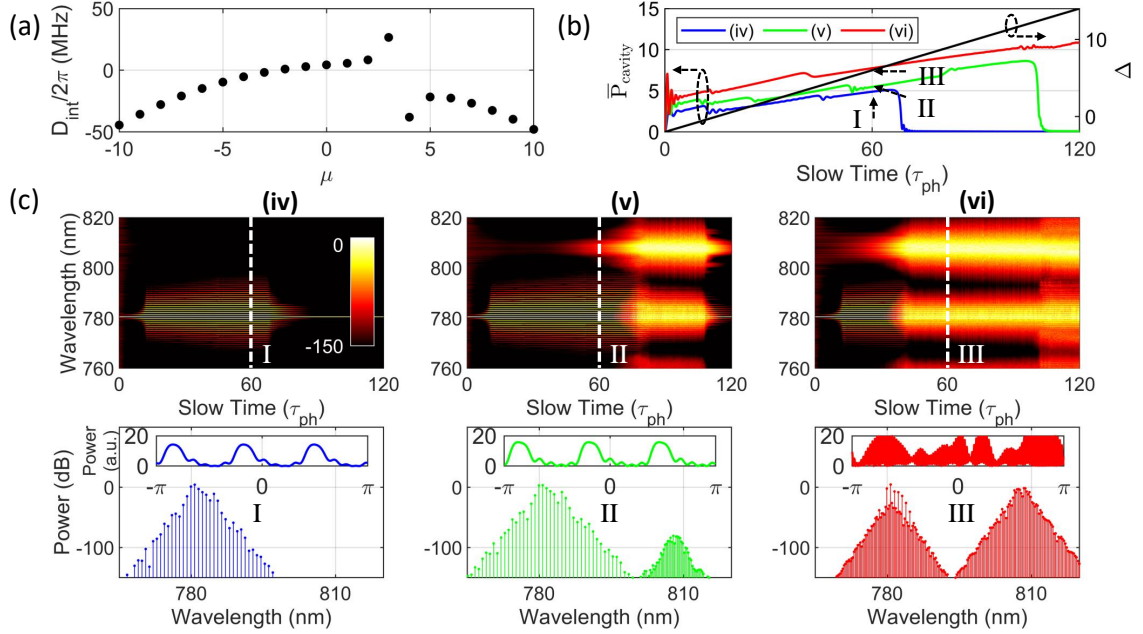 (a)
D_int/2π (MHz)
50
0
-50
-10
-5
0
5
10
μ
(b)
P̅_cavity
15
10
5
0
(iv)
(v)
(vi)
III
II
I
10
0
Δ
0
60
120
Slow Time (τ_ph)
(c)
(iv)
(v)
(vi)
Wavelength (nm)
820
800
780
760
0
-150
I
II
III
0
60
120
0
60
120
0
60
120
Slow Time (τ_ph)
Slow Time (τ_ph)
Slow Time (τ_ph)
Power (dB)
0
-100
Power
(a.u.)
20
0
-π
0
π
I
780
810
Wavelength (nm)
0
-100
20
0
-π
0
π
II
780
810
Wavelength (nm)
0
-100
20
0
-π
0
π
III
780
810
Wavelength (nm)